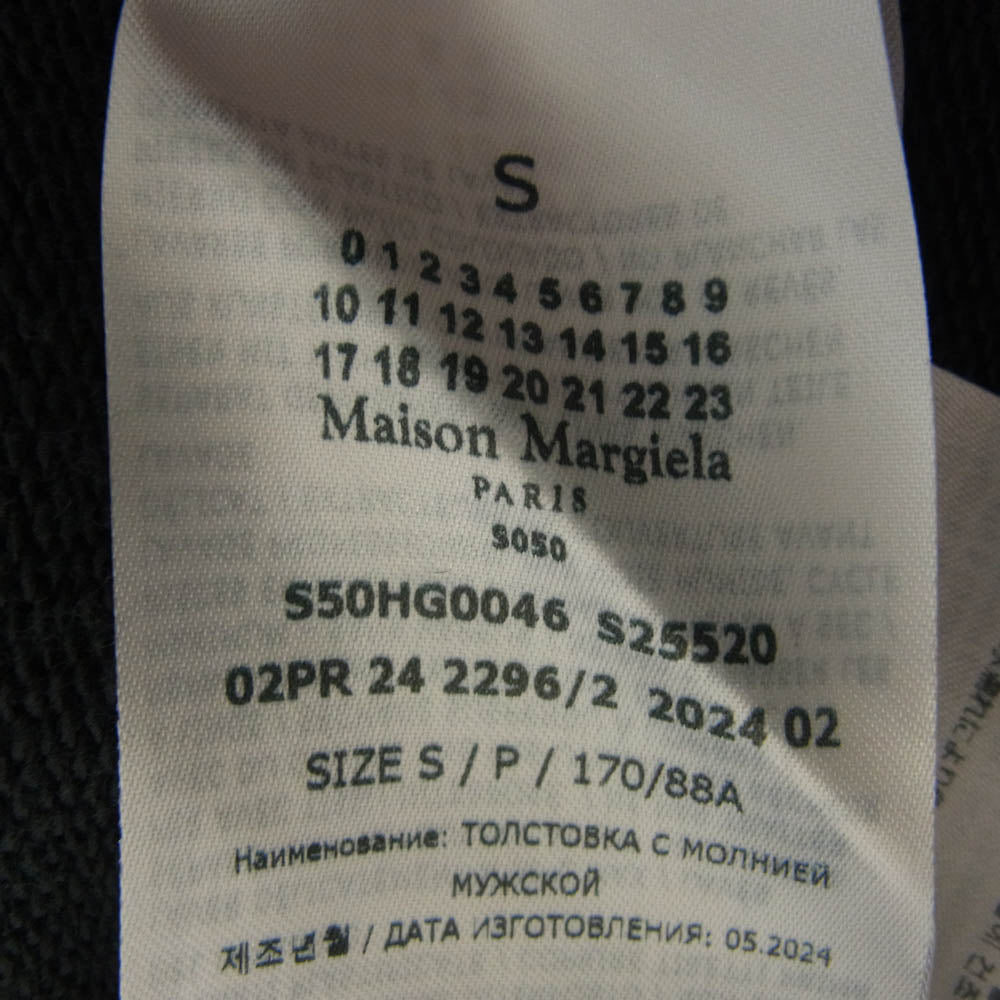 S
0 1 2 3 4 5 6 7 8 9
10 11 12 13 14 15 16
17 18 19 20 21 22 23
Maison Margiela
PARIS
S050
S50HG0046 S25520
02PR 24 2296/2 2024 02
SIZE S / P / 170/88A
Наименование: ТОЛСТОВКА С МОЛНИЕЙ
МУЖСКОЙ
제조년월 / ДАТА ИЗГОТОВЛЕНИЯ: 05.2024